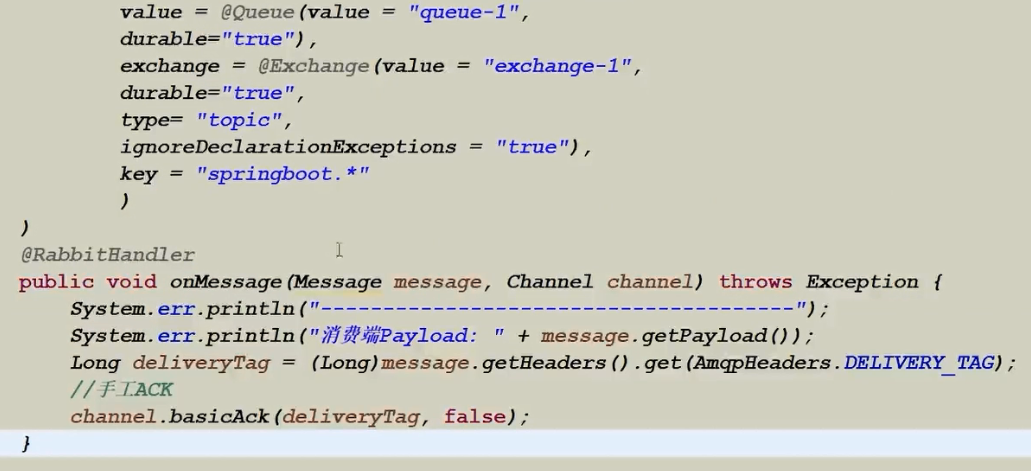 value = @Queue(value = "queue-1",
durable="true"),
exchange = @Exchange(value = "exchange-1",
durable="true",
type= "topic",
ignoreDeclarationExceptions = "true"),
key = "springboot.*"
)
)
@RabbitHandler
public void onMessage(Message message, Channel channel) throws Exception {
System.err.println("--------------------------------------");
System.err.println("消费端Payload: " + message.getPayload());
Long deliveryTag = (Long)message.getHeaders().get(AmqpHeaders.DELIVERY_TAG);
//手工ACK
channel.basicAck(deliveryTag, false);
}